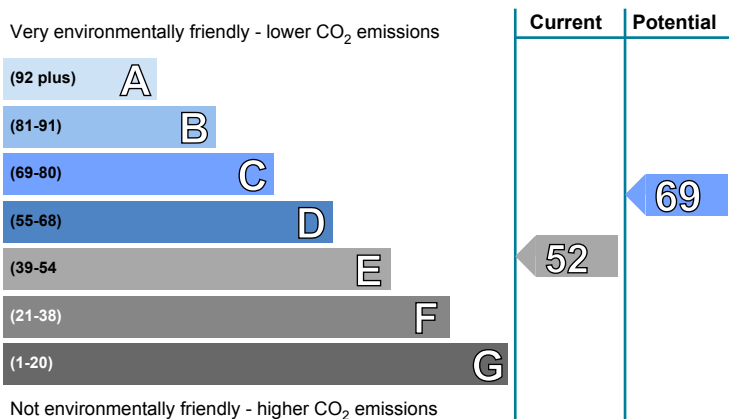 Current Potential
Very environmentally friendly - lower CO₂ emissions
(92 plus) A
(81-91) B
(69-80) C
69
(55-68) D
(39-54 E
52
(21-38) F
(1-20) G
Not environmentally friendly - higher CO₂ emissions